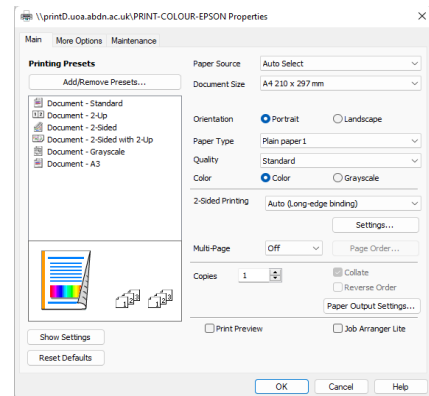 \\printD.uoa.abdn.ac.uk\PRINT-COLOUR-EPSON Properties
Main More Options Maintenance
Printing Presets
Add/Remove Presets...
Document - Standard
Document - 2-Up
Document - 2-Sided
Document - 2-Sided with 2-Up
Document - Grayscale
Document - A3
Show Settings
Reset Defaults
Paper Source Auto Select
Document Size A4 210 x 297 mm
Orientation Portrait Landscape
Paper Type Plain paper1
Quality Standard
Color Color Grayscale
2-Sided Printing Auto (Long-edge binding)
Settings...
Multi-Page Off Page Order...
Copies 1 Collate
Reverse Order
Paper Output Settings...
Print Preview Job Arranger Lite
OK Cancel Help